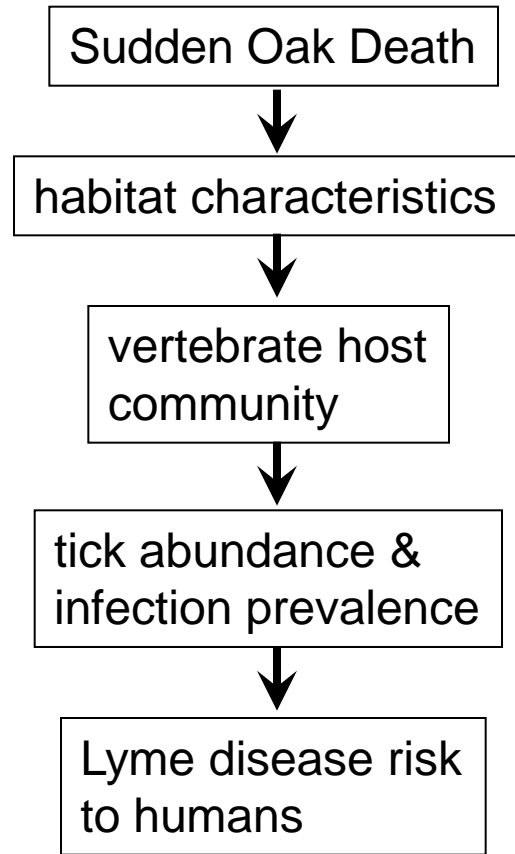 Sudden Oak Death
habitat characteristics
vertebrate host
community
tick abundance &
infection prevalence
Lyme disease risk
to humans